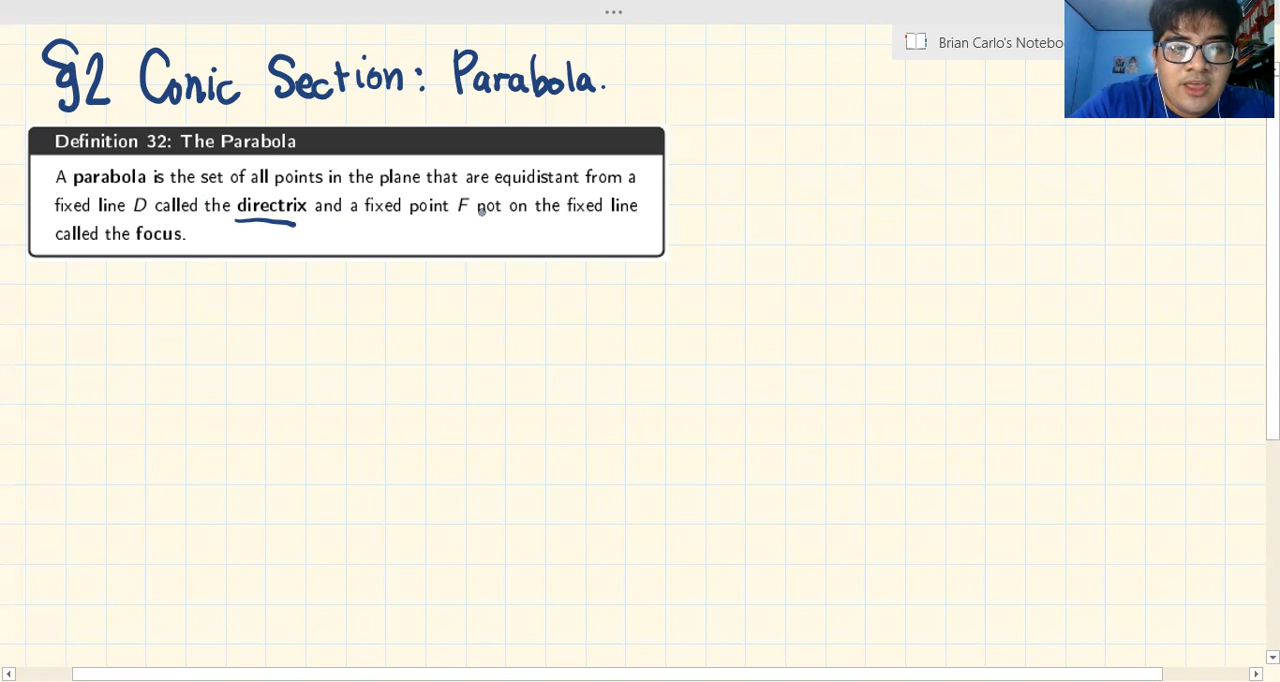 §2 Conic Section: Parabola.
Brian Carlo's Notebo
Definition 32: The Parabola
A parabola is the set of all points in the plane that are equidistant from a
fixed line D called the directrix and a fixed point F not on the fixed line
called the focus.